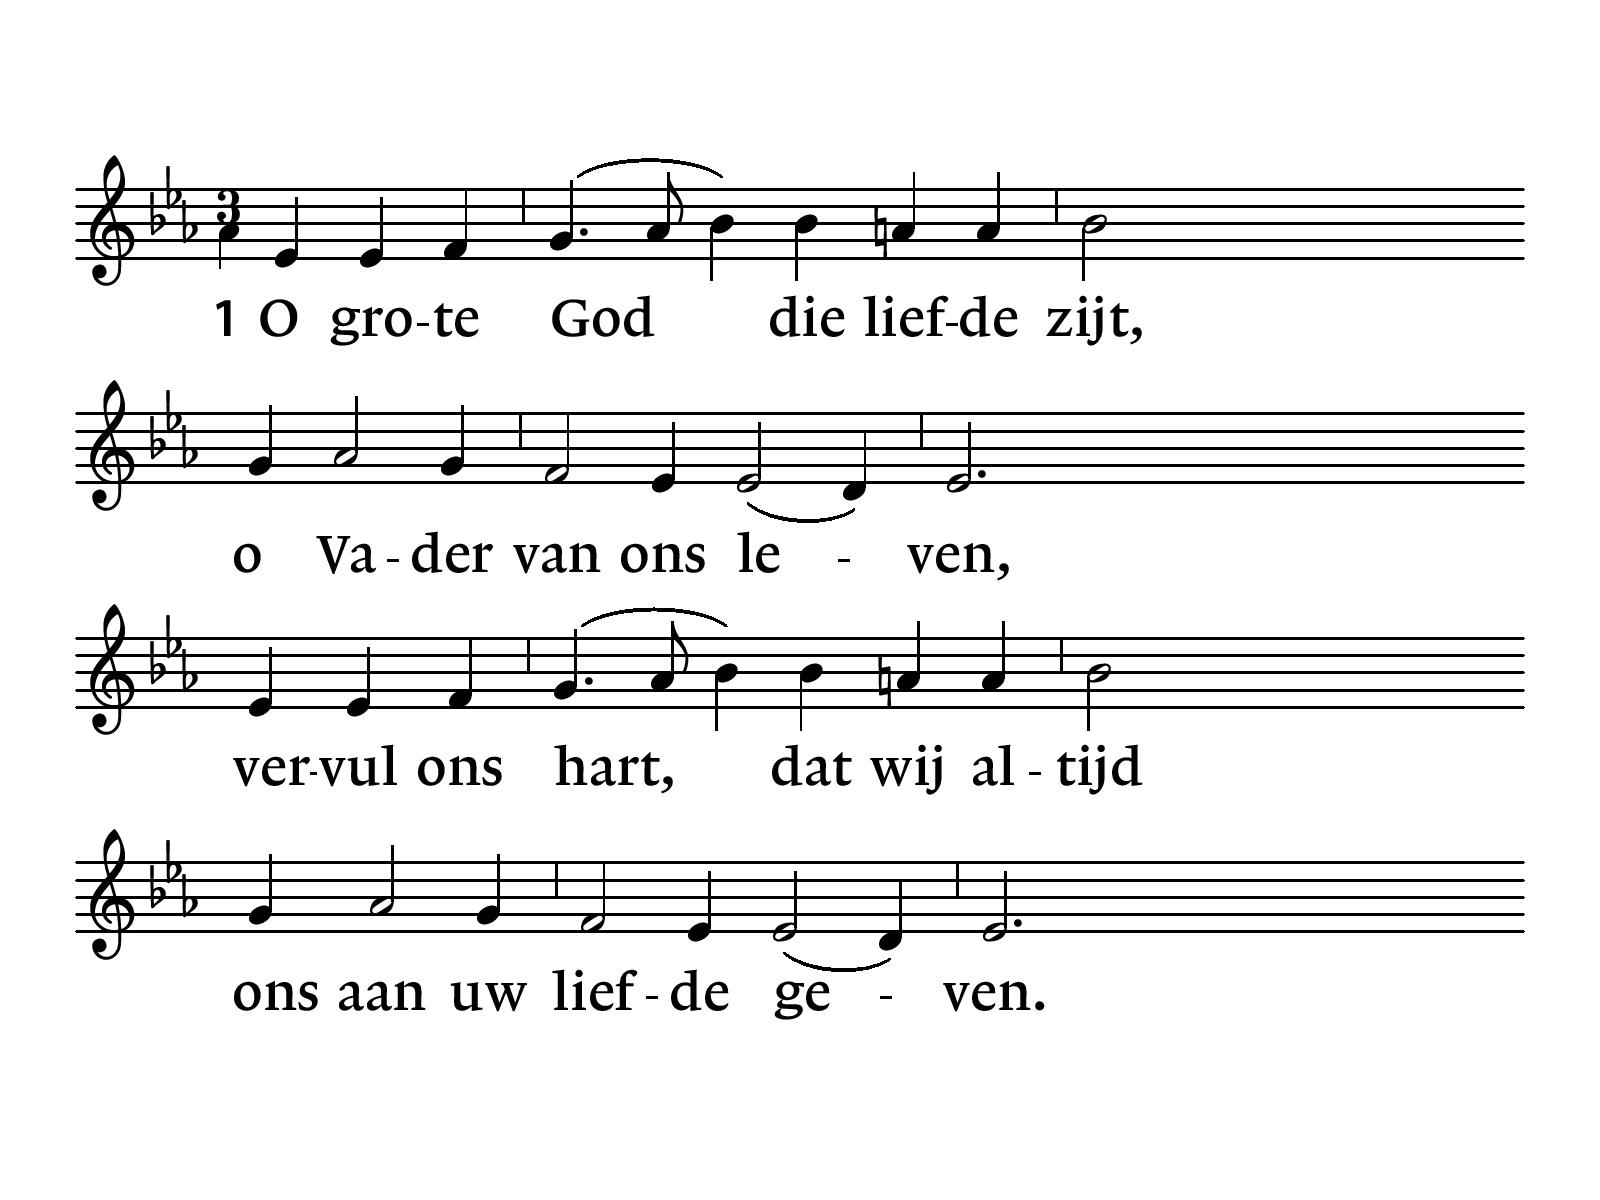 1 O gro-te God die lief-de zijt,
o Va - der van ons le - ven,
ver-vul ons hart, dat wij al - tijd
ons aan uw lief - de ge - ven.